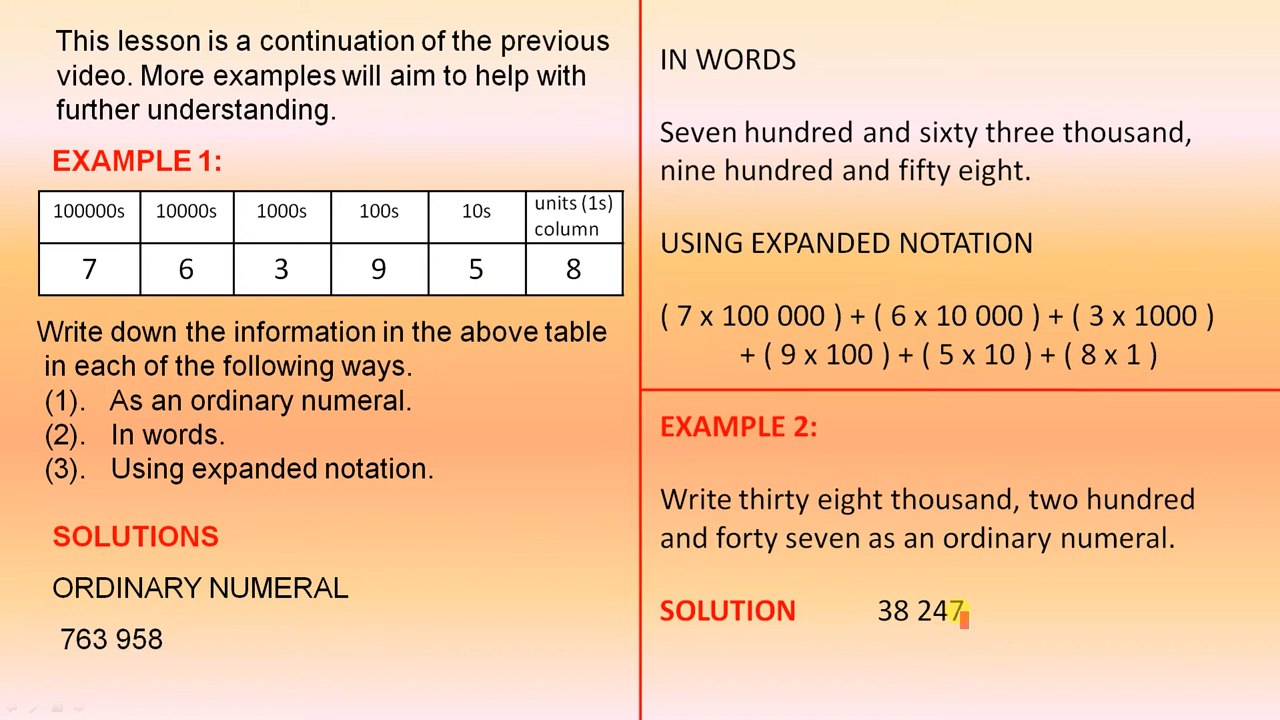 This lesson is a continuation of the previous
video. More examples will aim to help with
further understanding.
EXAMPLE 1:
100000s 10000s 1000s 100s 10s units (1s) column
7 6 3 9 5 8
Write down the information in the above table
in each of the following ways.
(1). As an ordinary numeral.
(2). In words.
(3). Using expanded notation.
SOLUTIONS
ORDINARY NUMERAL
763 958
IN WORDS
Seven hundred and sixty three thousand,
nine hundred and fifty eight.
USING EXPANDED NOTATION
( 7 x 100 000 ) + ( 6 x 10 000 ) + ( 3 x 1000 )
+ ( 9 x 100 ) + ( 5 x 10 ) + ( 8 x 1 )
EXAMPLE 2:
Write thirty eight thousand, two hundred
and forty seven as an ordinary numeral.
SOLUTION 38 247